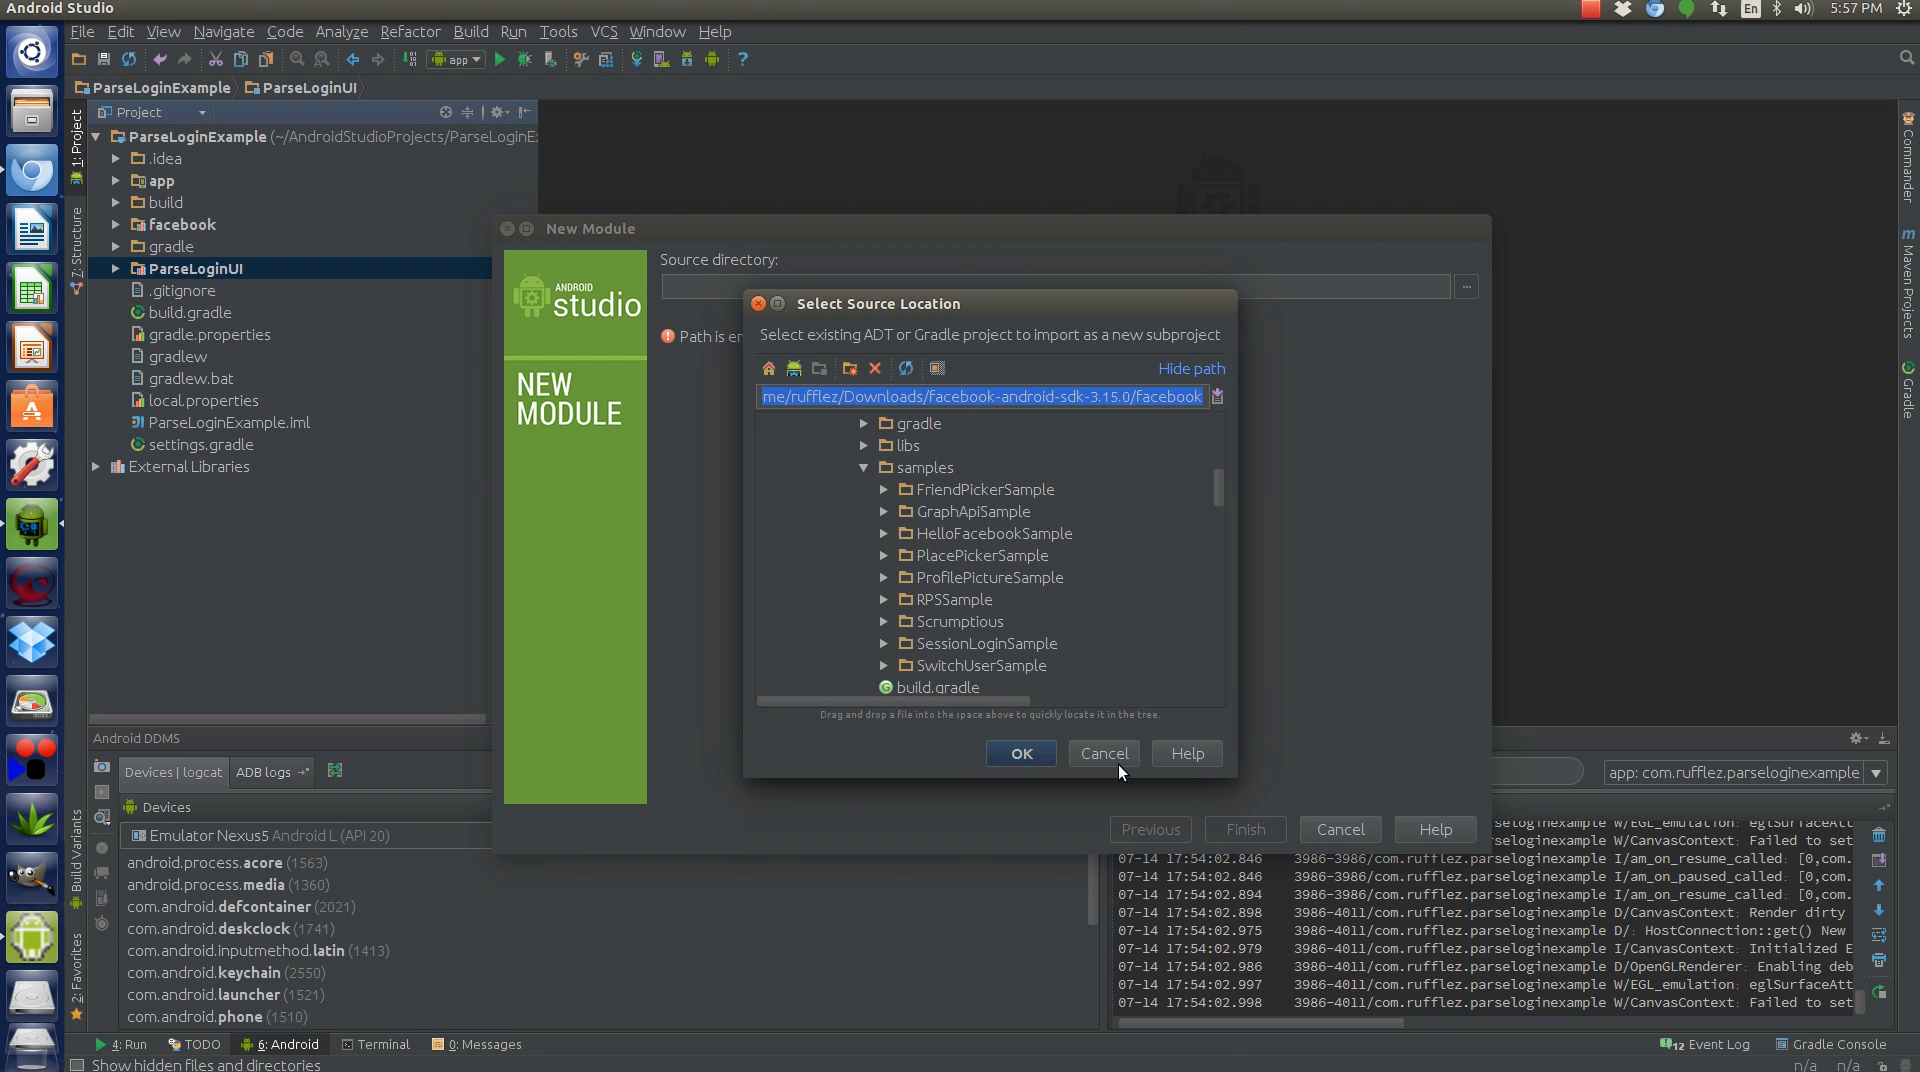 Android Studio
En
5:57 PM
File Edit View Navigate Code Analyze Refactor Build Run Tools VCS Window Help
app
ParseLoginExample
ParseLoginUI
Project
1: Project
7: Structure
Build Variants
2: Favorites
ParseLoginExample (~/AndroidStudioProjects/ParseLoginE
.idea
app
build
facebook
gradle
ParseLoginUI
.gitignore
build.gradle
gradle.properties
gradlew
gradlew.bat
local.properties
ParseLoginExample.iml
settings.gradle
External Libraries
New Module
ANDROID
studio
NEW
MODULE
Source directory:
...
Path is en
Select Source Location
Select existing ADT or Gradle project to import as a new subproject
Hide path
me/rufflez/Downloads/facebook-android-sdk-3.15.0/facebook
gradle
libs
samples
FriendPickerSample
GraphApiSample
HelloFacebookSample
PlacePickerSample
ProfilePictureSample
RPSSample
Scrumptious
SessionLoginSample
SwitchUserSample
build.gradle
Drag and drop a file into the space above to quickly locate it in the tree.
OK
Cancel
Help
Previous
Finish
Cancel
Help
Commander
Maven Projects
Gradle
Android DDMS
Devices | logcat
ADB logs
app: com.rufflez.parseloginexample
Devices
Emulator Nexus5 Android L (API 20)
android.process.acore (1563)
android.process.media (1360)
com.android.defcontainer (2021)
com.android.deskclock (1741)
com.android.inputmethod.latin (1413)
com.android.keychain (2550)
com.android.launcher (1521)
com.android.phone (1510)
seloginexample W/EGL_emulation: eglSurfaceAtt
seloginexample W/CanvasContext: Failed to set
07-14 17:54:02.846 3986-3986/com.rufflez.parseloginexample I/am_on_resume_called: [0,com.
07-14 17:54:02.846 3986-3986/com.rufflez.parseloginexample I/am_on_paused_called: [0,com.
07-14 17:54:02.894 3986-3986/com.rufflez.parseloginexample I/am_on_resume_called: [0,com.
07-14 17:54:02.898 3986-4011/com.rufflez.parseloginexample D/CanvasContext: Render dirty
07-14 17:54:02.975 3986-4011/com.rufflez.parseloginexample D/: HostConnection::get() New
07-14 17:54:02.979 3986-4011/com.rufflez.parseloginexample I/CanvasContext: Initialized E
07-14 17:54:02.986 3986-4011/com.rufflez.parseloginexample D/OpenGLRenderer: Enabling deb
07-14 17:54:02.997 3986-4011/com.rufflez.parseloginexample W/EGL_emulation: eglSurfaceAtt
07-14 17:54:02.998 3986-4011/com.rufflez.parseloginexample W/CanvasContext: Failed to set
4: Run
TODO
6: Android
Terminal
0: Messages
12 Event Log
Gradle Console
Show hidden files and directories
n/a
n/a